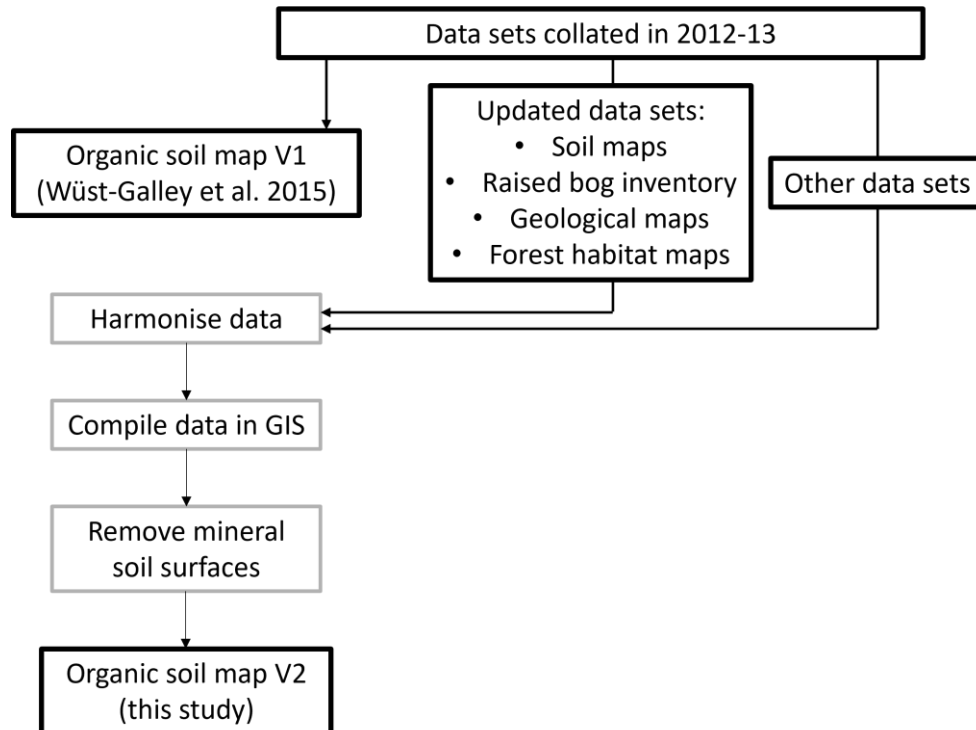 Data sets collated in 2012-13
Organic soil map V1
(Wüst-Galley et al. 2015)
Updated data sets:
• Soil maps
• Raised bog inventory
• Geological maps
• Forest habitat maps
Other data sets
Harmonise data
Compile data in GIS
Remove mineral
soil surfaces
Organic soil map V2
(this study)